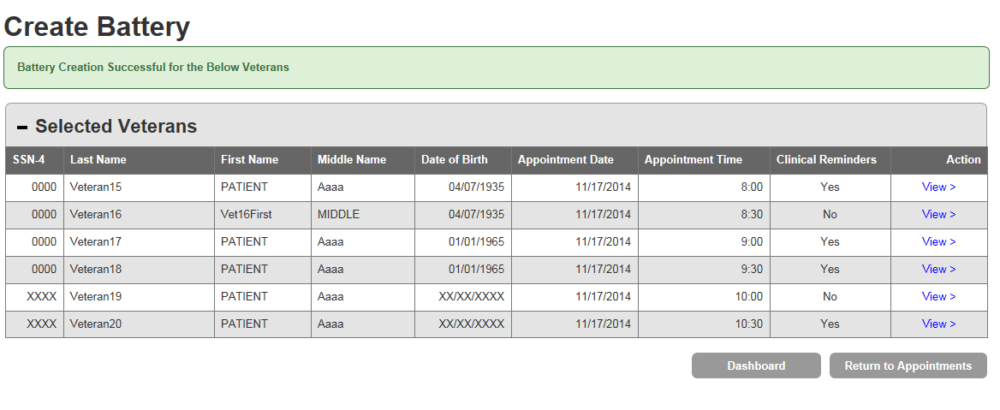 Create Battery
Battery Creation Successful for the Below Veterans
Selected Veterans
SSN-4 Last Name First Name Middle Name Date of Birth Appointment Date Appointment Time Clinical Reminders Action
0000 Veteran15 PATIENT Aaaa 04/07/1935 11/17/2014 8:00 Yes View >
0000 Veteran16 Vet16First MIDDLE 04/07/1935 11/17/2014 8:30 No View >
0000 Veteran17 PATIENT Aaaa 01/01/1965 11/17/2014 9:00 Yes View >
0000 Veteran18 PATIENT Aaaa 01/01/1965 11/17/2014 9:30 Yes View >
XXXX Veteran19 PATIENT Aaaa XX/XX/XXXX 11/17/2014 10:00 No View >
XXXX Veteran20 PATIENT Aaaa XX/XX/XXXX 11/17/2014 10:30 Yes View >
Dashboard Return to Appointments